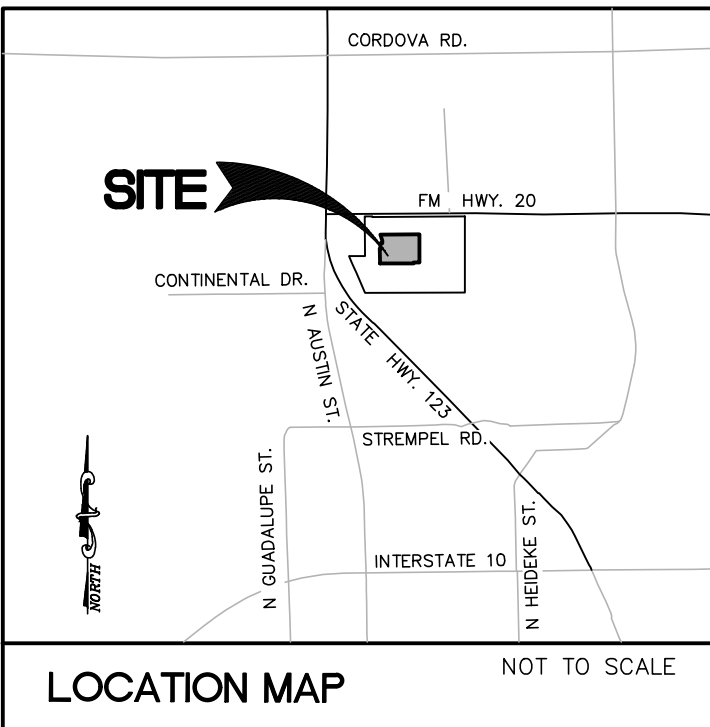 CORDOVA RD.
SITE
FM HWY. 20
CONTINENTAL DR.
N AUSTIN ST.
STATE HWY. 123
STREMPEL RD.
N GUADALUPE ST.
INTERSTATE 10
N HEIDEKE ST.
NORTH
NOT TO SCALE
LOCATION MAP